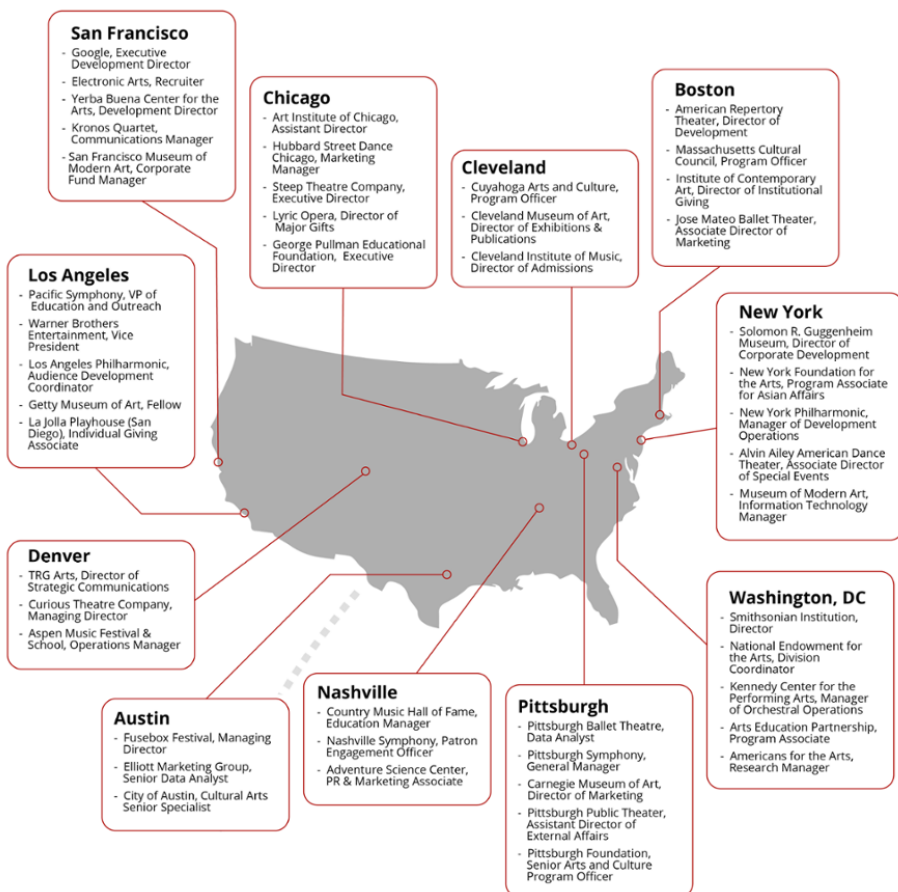 San Francisco
- Google, Executive
Development Director
- Electronic Arts, Recruiter
- Yerba Buena Center for the
Arts, Development Director
- Kronos Quartet,
Communications Manager
- San Francisco Museum of
Modern Art, Corporate
Fund Manager
Chicago
- Art Institute of Chicago,
Assistant Director
- Hubbard Street Dance
Chicago, Marketing
Manager
- Steep Theatre Company,
Executive Director
- Lyric Opera, Director of
Major Gifts
- George Pullman Educational
Foundation, Executive
Director
Cleveland
- Cuyahoga Arts and Culture,
Program Officer
- Cleveland Museum of Art,
Director of Exhibitions &
Publications
- Cleveland Institute of Music,
Director of Admissions
Boston
- American Repertory
Theater, Director of
Development
- Massachusetts Cultural
Council, Program Officer
- Institute of Contemporary
Art, Director of Institutional
Giving
- Jose Mateo Ballet Theater,
Associate Director of
Marketing
Los Angeles
- Pacific Symphony, VP of
Education and Outreach
- Warner Brothers
Entertainment, Vice
President
- Los Angeles Philharmonic,
Audience Development
Coordinator
- Getty Museum of Art, Fellow
- La Jolla Playhouse (San
Diego), Individual Giving
Associate
New York
- Solomon R. Guggenheim
Museum, Director of
Corporate Development
- New York Foundation for
the Arts, Program Associate
for Asian Affairs
- New York Philharmonic,
Manager of Development
Operations
- Alvin Ailey American Dance
Theater, Associate Director
of Special Events
- Museum of Modern Art,
Information Technology
Manager
Denver
- TRG Arts, Director of
Strategic Communications
- Curious Theatre Company,
Managing Director
- Aspen Music Festival &
School, Operations Manager
Washington, DC
- Smithsonian Institution,
Director
- National Endowment for
the Arts, Division
Coordinator
- Kennedy Center for the
Performing Arts, Manager
of Orchestral Operations
- Arts Education Partnership,
Program Associate
- Americans for the Arts,
Research Manager
Austin
- Fusebox Festival, Managing
Director
- Elliott Marketing Group,
Senior Data Analyst
- City of Austin, Cultural Arts
Senior Specialist
Nashville
- Country Music Hall of Fame,
Education Manager
- Nashville Symphony, Patron
Engagement Officer
- Adventure Science Center,
PR & Marketing Associate
Pittsburgh
- Pittsburgh Ballet Theatre,
Data Analyst
- Pittsburgh Symphony,
General Manager
- Carnegie Museum of Art,
Director of Marketing
- Pittsburgh Public Theater,
Assistant Director of
External Affairs
- Pittsburgh Foundation,
Senior Arts and Culture
Program Officer